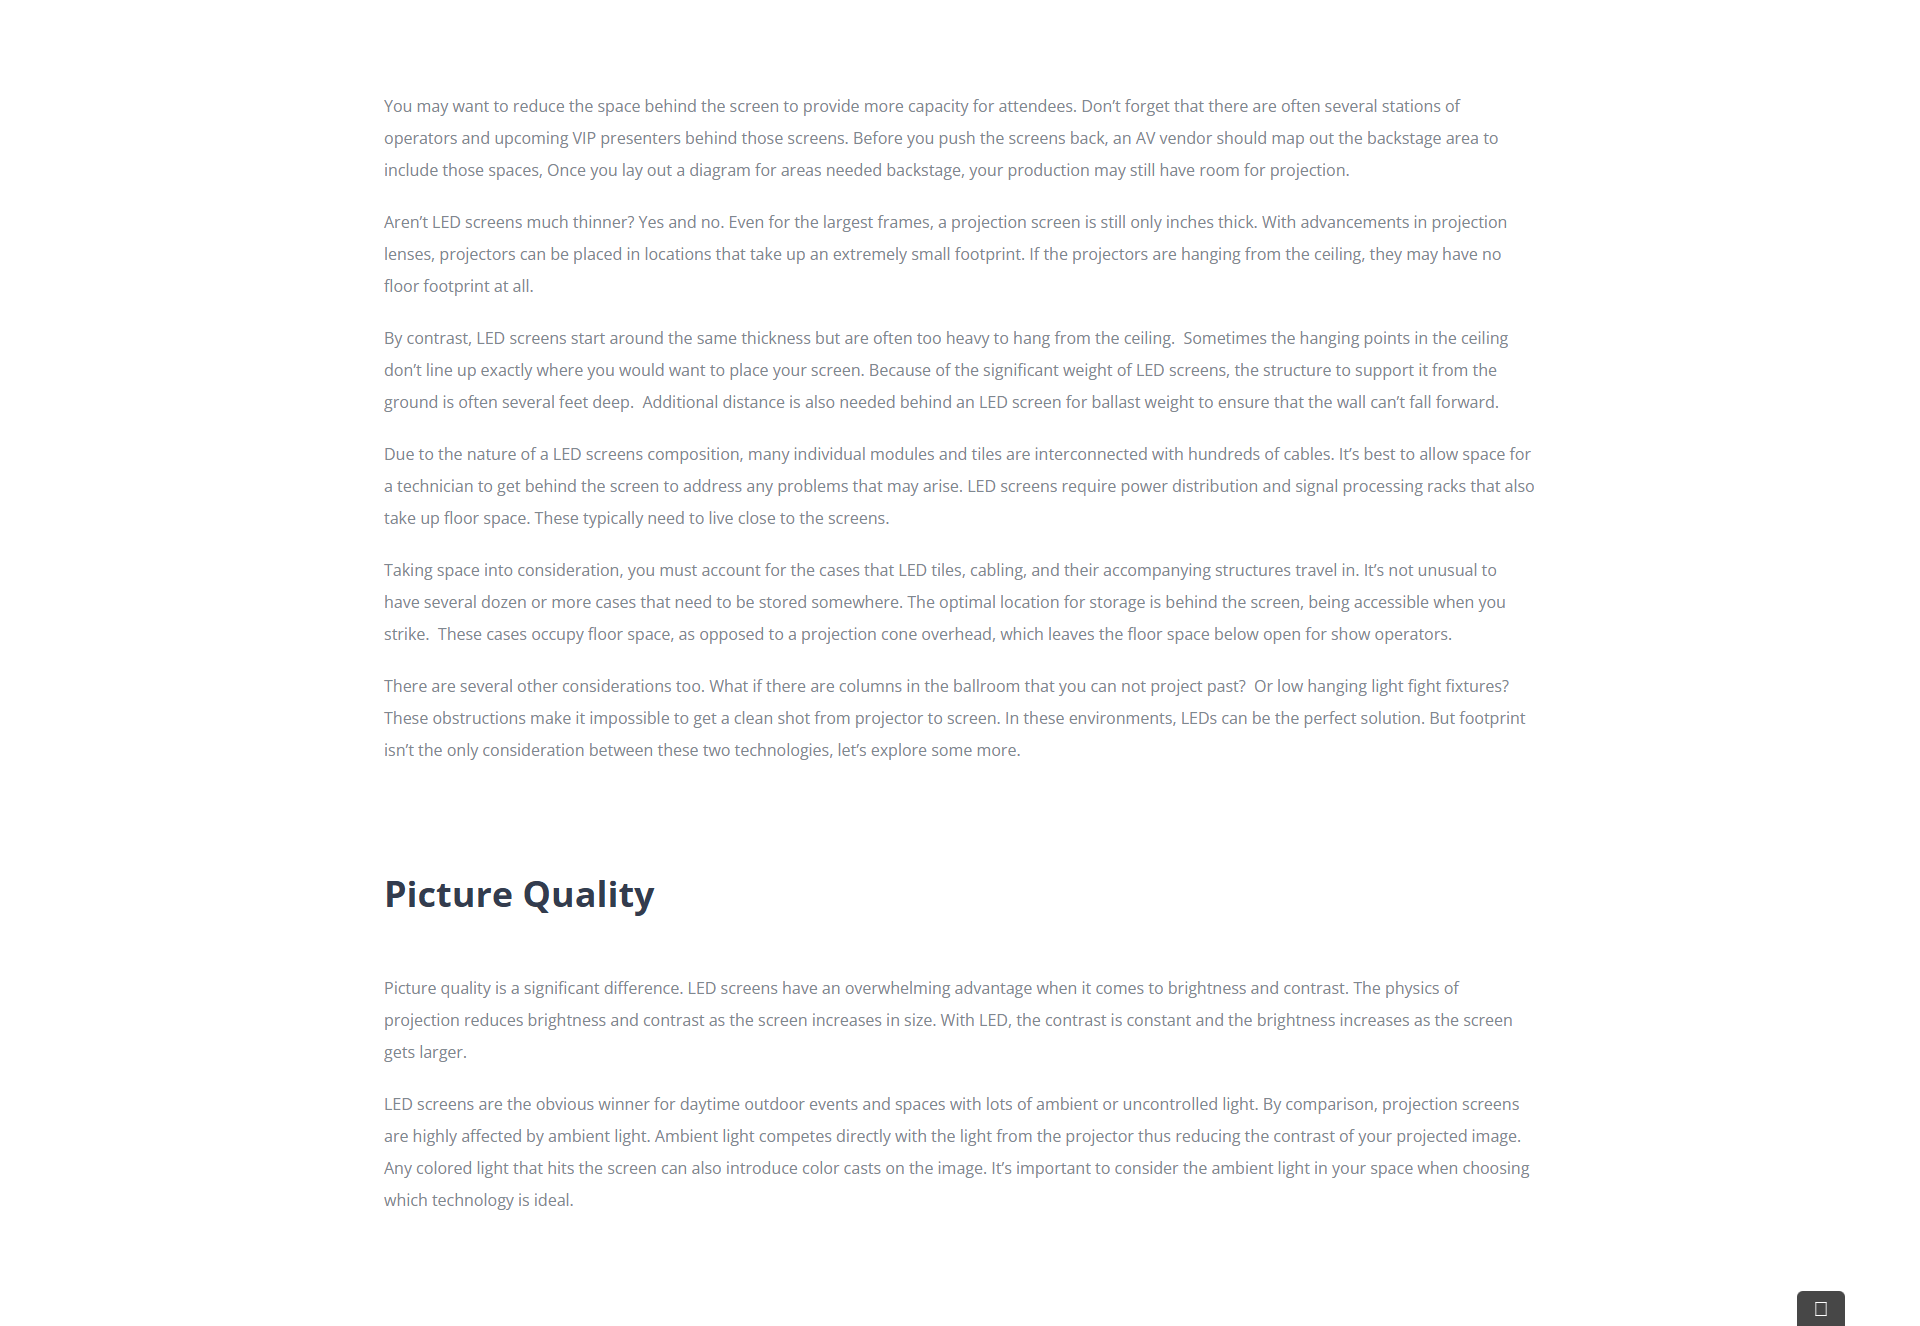 You may want to reduce the space behind the screen to provide more capacity for attendees. Don’t forget that there are often several stations of
operators and upcoming VIP presenters behind those screens. Before you push the screens back, an AV vendor should map out the backstage area to
include those spaces, Once you lay out a diagram for areas needed backstage, your production may still have room for projection.
Aren’t LED screens much thinner? Yes and no. Even for the largest frames, a projection screen is still only inches thick. With advancements in projection
lenses, projectors can be placed in locations that take up an extremely small footprint. If the projectors are hanging from the ceiling, they may have no
floor footprint at all.
By contrast, LED screens start around the same thickness but are often too heavy to hang from the ceiling.  Sometimes the hanging points in the ceiling
don’t line up exactly where you would want to place your screen. Because of the significant weight of LED screens, the structure to support it from the
ground is often several feet deep.  Additional distance is also needed behind an LED screen for ballast weight to ensure that the wall can’t fall forward.
Due to the nature of a LED screens composition, many individual modules and tiles are interconnected with hundreds of cables. It’s best to allow space for
a technician to get behind the screen to address any problems that may arise. LED screens require power distribution and signal processing racks that also
take up floor space. These typically need to live close to the screens.
Taking space into consideration, you must account for the cases that LED tiles, cabling, and their accompanying structures travel in. It’s not unusual to
have several dozen or more cases that need to be stored somewhere. The optimal location for storage is behind the screen, being accessible when you
strike.  These cases occupy floor space, as opposed to a projection cone overhead, which leaves the floor space below open for show operators.
There are several other considerations too. What if there are columns in the ballroom that you can not project past?  Or low hanging light fight fixtures?
These obstructions make it impossible to get a clean shot from projector to screen. In these environments, LEDs can be the perfect solution. But footprint
isn’t the only consideration between these two technologies, let’s explore some more.
Picture Quality
Picture quality is a significant difference. LED screens have an overwhelming advantage when it comes to brightness and contrast. The physics of
projection reduces brightness and contrast as the screen increases in size. With LED, the contrast is constant and the brightness increases as the screen
gets larger.
LED screens are the obvious winner for daytime outdoor events and spaces with lots of ambient or uncontrolled light. By comparison, projection screens
are highly affected by ambient light. Ambient light competes directly with the light from the projector thus reducing the contrast of your projected image.
Any colored light that hits the screen can also introduce color casts on the image. It’s important to consider the ambient light in your space when choosing
which technology is ideal.